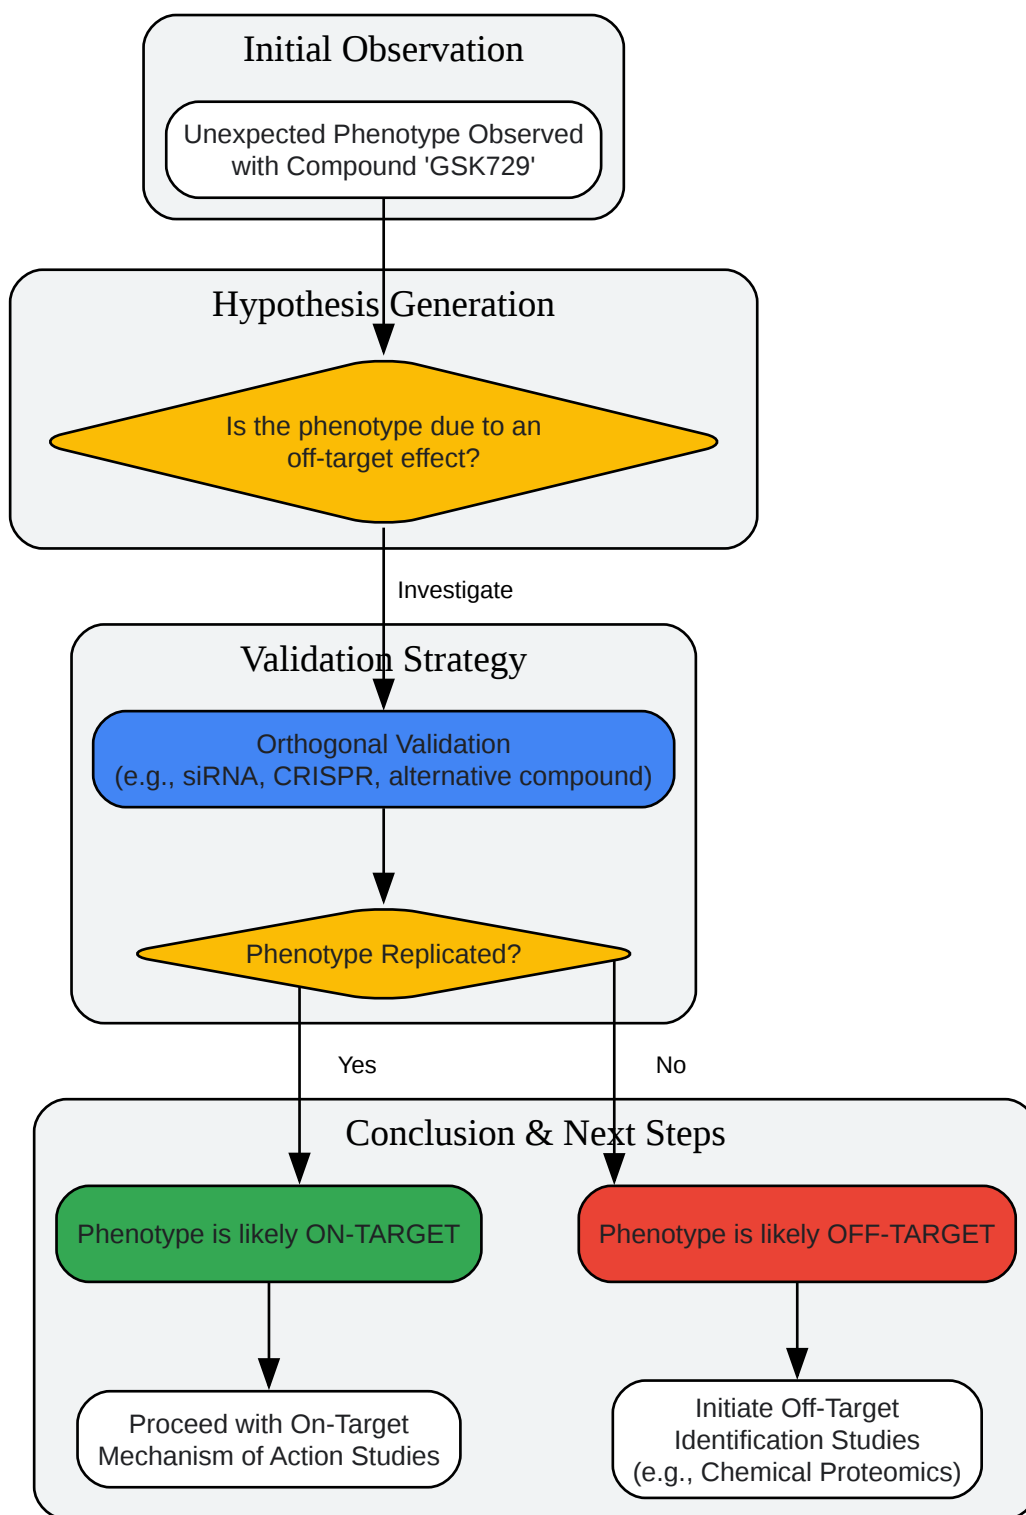 Initial Observation
Unexpected Phenotype Observed
with Compound 'GSK729'
Hypothesis Generation
Is the phenotype due to an
off-target effect?
Investigate
Validation Strategy
Orthogonal Validation
(e.g., siRNA, CRISPR, alternative compound)
Phenotype Replicated?
Yes
No
Conclusion & Next Steps
Phenotype is likely ON-TARGET
Phenotype is likely OFF-TARGET
Proceed with On-Target
Mechanism of Action Studies
Initiate Off-Target
Identification Studies
(e.g., Chemical Proteomics)